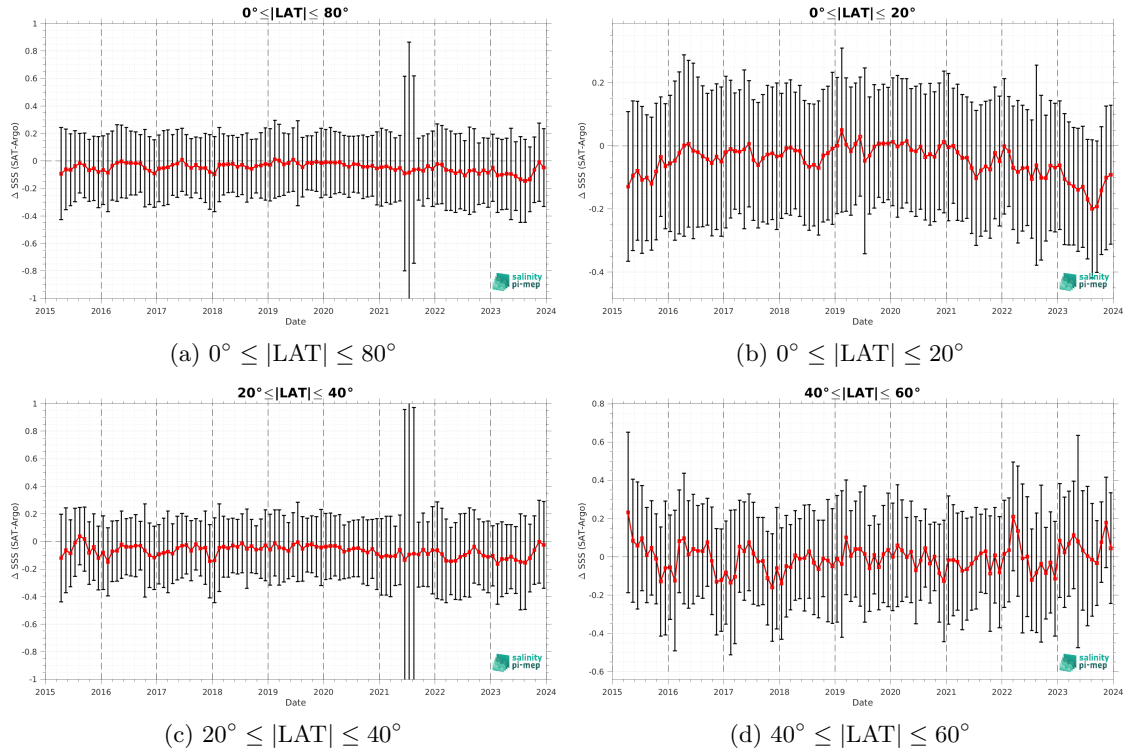 0°≤|LAT|≤ 80°
1
0.8
0.6
0.4
0.2
0
-0.2
-0.4
-0.6
-0.8
-1
Δ SSS (SAT-Argo)
salinity
pi-mep
2015 2016 2017 2018 2019 2020 2021 2022 2023 2024
Date
(a) 0° ≤ |LAT| ≤ 80°
0°≤|LAT|≤ 20°
0.2
0
-0.2
-0.4
Δ SSS (SAT-Argo)
salinity
pi-mep
2015 2016 2017 2018 2019 2020 2021 2022 2023 2024
Date
(b) 0° ≤ |LAT| ≤ 20°
20°≤|LAT|≤ 40°
1
0.8
0.6
0.4
0.2
0
-0.2
-0.4
-0.6
-0.8
-1
Δ SSS (SAT-Argo)
salinity
pi-mep
2015 2016 2017 2018 2019 2020 2021 2022 2023 2024
Date
(c) 20° ≤ |LAT| ≤ 40°
40°≤|LAT|≤ 60°
0.8
0.6
0.4
0.2
0
-0.2
-0.4
-0.6
Δ SSS (SAT-Argo)
salinity
pi-mep
2015 2016 2017 2018 2019 2020 2021 2022 2023 2024
Date
(d) 40° ≤ |LAT| ≤ 60°